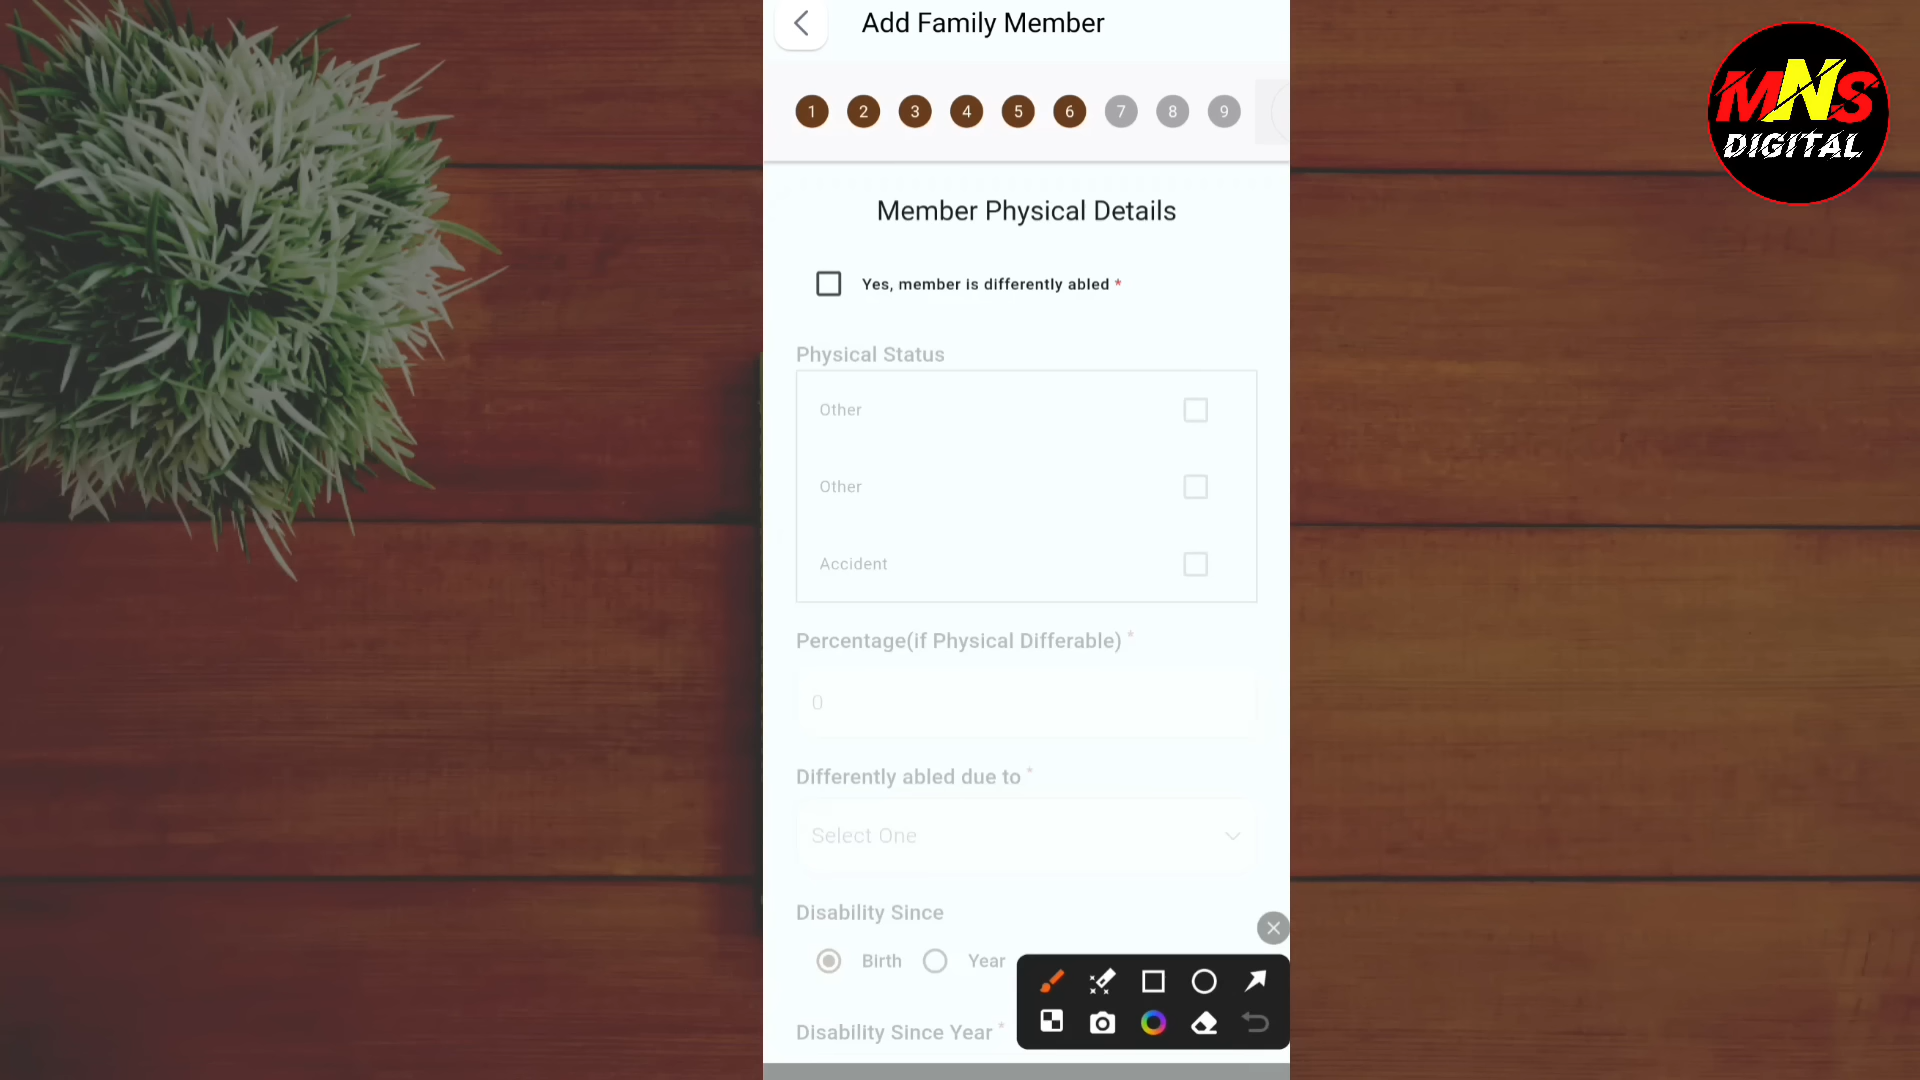 Add Family Member
1 2 3 4 5 6 7 8 9
Member Physical Details
Yes, member is differently abled *
Physical Status
Other
Other
Accident
Percentage(if Physical Differable) *
0
Differently abled due to *
Select One
Disability Since
Birth Year
Disability Since Year *
MNS
DIGITAL